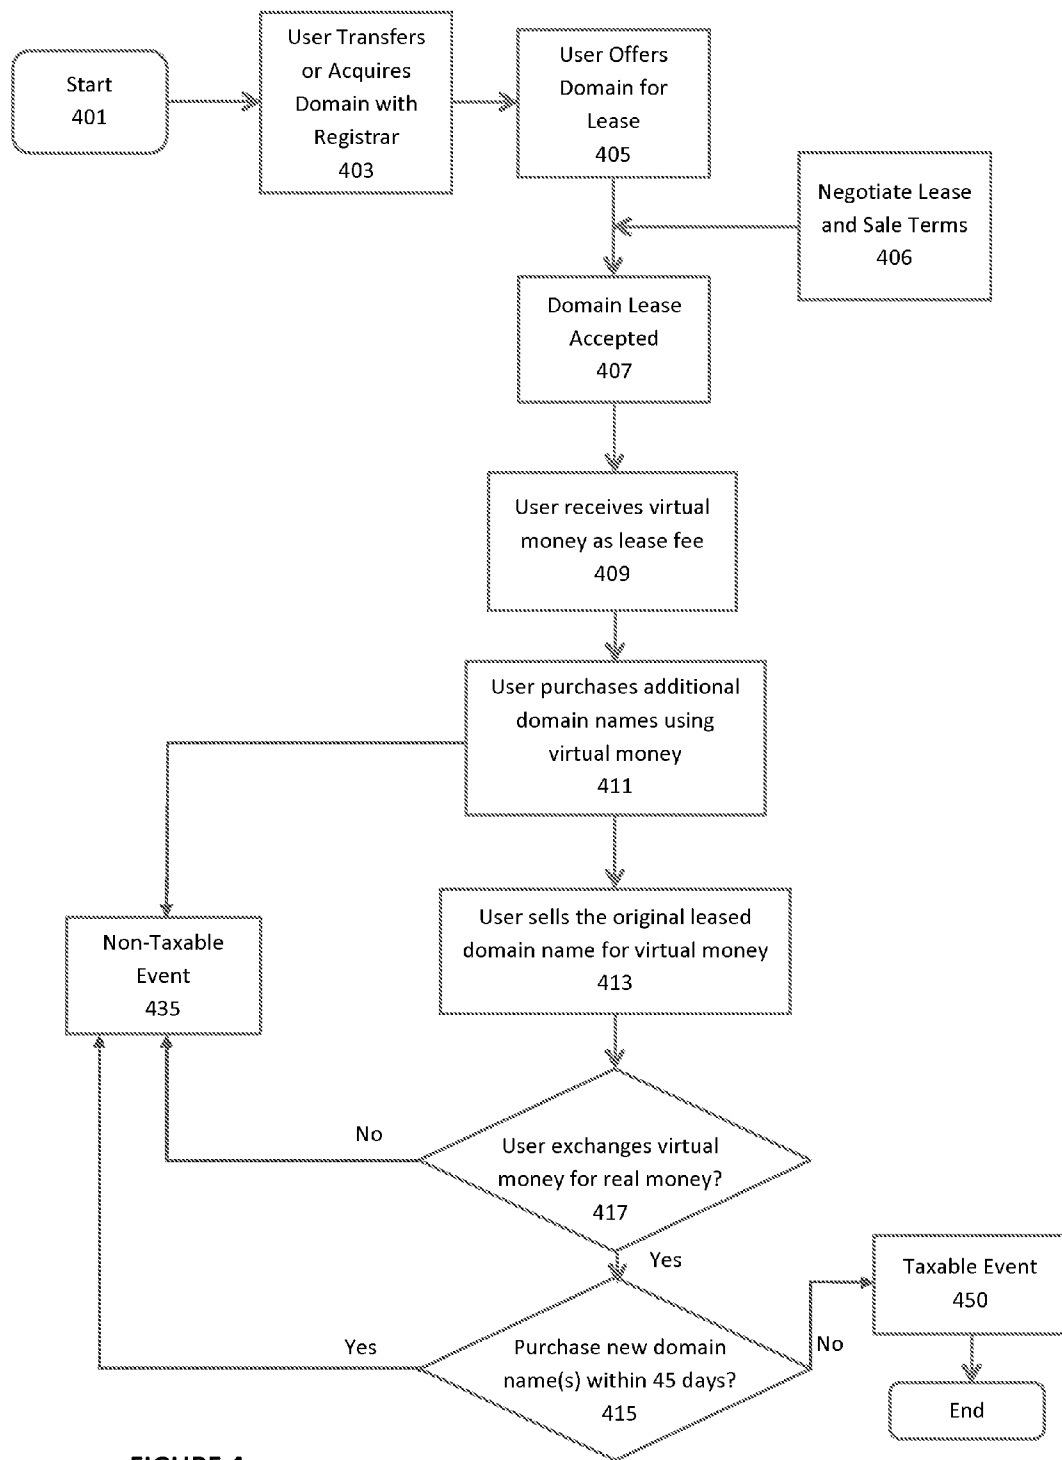 Start
401
User Transfers
or Acquires
Domain with
Registrar
403
User Offers
Domain for
Lease
405
Negotiate Lease
and Sale Terms
406
Domain Lease
Accepted
407
User receives virtual
money as lease fee
409
User purchases additional
domain names using
virtual money
411
User sells the original leased
domain name for virtual money
413
Non-Taxable
Event
435
No
User exchanges virtual
money for real money?
417
Yes
Taxable Event
450
Yes
Purchase new domain
name(s) within 45 days?
415
No
End
FIGURE 4